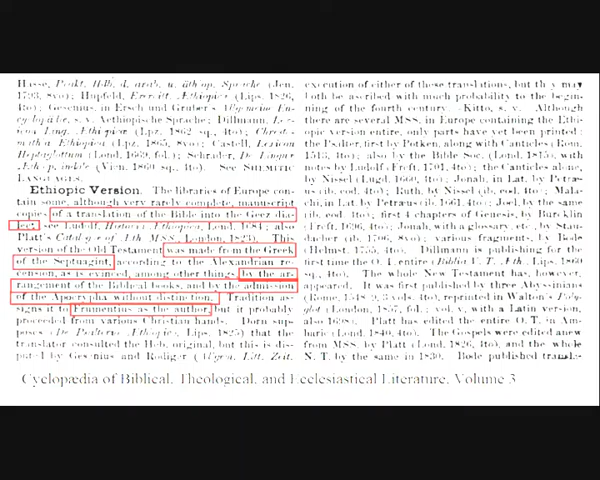 Hasse, Prakt. Hdb. d. arab. u. äthiop. Sprache (Jen.
1793, 8vo); Hupfeld, Exercitt. Æthiopicæ (Lips. 1826,
4to); Gesenius, in Ersch und Gruber's Allgemeine En-
cyclopädie, s. v. Aethiopische Sprache; Dillmann, Lex-
icon Ling. Æthiopicæ (Lpz. 1862 sq., 4to); Chresto-
mathia Æthiopica (Lpz. 1865, 8vo); Castell, Lexicon
Heptaglottum (Lond. 1669, fol.); Schrader, De Linguæ
Æthiop. indole (Vien. 1860 sq. 4to). See SHEMITIC
LANGUAGES.
Ethiopic Version. The libraries of Europe con-
tain some, although very rarely complete, manuscript
copies of a translation of the Bible into the Geez dia-
lect see Ludolf, Historia Æthiopica, Lond. 1684; also
Platt's Catalogue of Æth. MSS., London, 1823). This
version of the Old Testament was made from the Greek
of the Septuagint, according to the Alexandrian re-
cension, as is evinced, among other things, by the ar-
rangement of the Biblical books, and by the admission
of the Apocrypha without distinction. Tradition as-
signs it to Frumentius as the author, but it probably
proceeded from various Christian hands. Dorn sup-
poses De Psalterio Æthiopic, Lips. 1825) that the
translator consulted the Heb. original, but this is dis-
puted by Gesenius and Rödiger (Allgem. Litt. Zeit.
execution of either of these translations, but they may
both be ascribed with much probability to the begin-
ning of the fourth century.—Kitto, s. v. Although
there are several MSS. in Europe containing the Ethi-
opic version entire, only parts have yet been printed:
the Psalter, first by Potken, along with Canticles (Rom.
1513, 4to); also by the Bible Soc. (Lond. 1815), with
notes by Ludolf (Frcft. 1701, 4to); the Canticles alone,
by Nissel (Lugd. 1660, 4to); Jonah, in Lat. by Petræ-
us (ib. eod. 4to); Ruth, by Nissel (ib. eod. 4to); Mala-
chi, in Lat. by Petræus (ib. 1661, 4to); Joel, by the same
(ib. eod. 4to); first 4 chapters of Genesis, by Bürcklin
(Frcft. 1696, 4to); Jonah, with a glossary, etc., by Stau-
dacher (ib. 1706, 8vo); various fragments, by Bode
(Helmst. 1755, 4to). Dillmann is publishing for the
first time the O. T. entire (Biblia V. T. Æth., Lips. 1860
sq., 4to). The whole New Testament has, however,
appeared. It was first published by three Abyssinians
(Rome, 1548-9, 3 vols. 4to), reprinted in Walton's Poly-
glot (London, 1857, fol.; vol. v, with a Latin version,
also 1698). Platt has edited the entire O. T. in Am-
haric (Lond. 1840, 4to). The Gospels were edited anew
from MSS. by Platt (Lond. 1826, 4to), and the whole
N. T. by the same in 1830. Bode published transla-
Cyclopædia of Biblical, Theological, and Ecclesiastical Literature, Volume 3